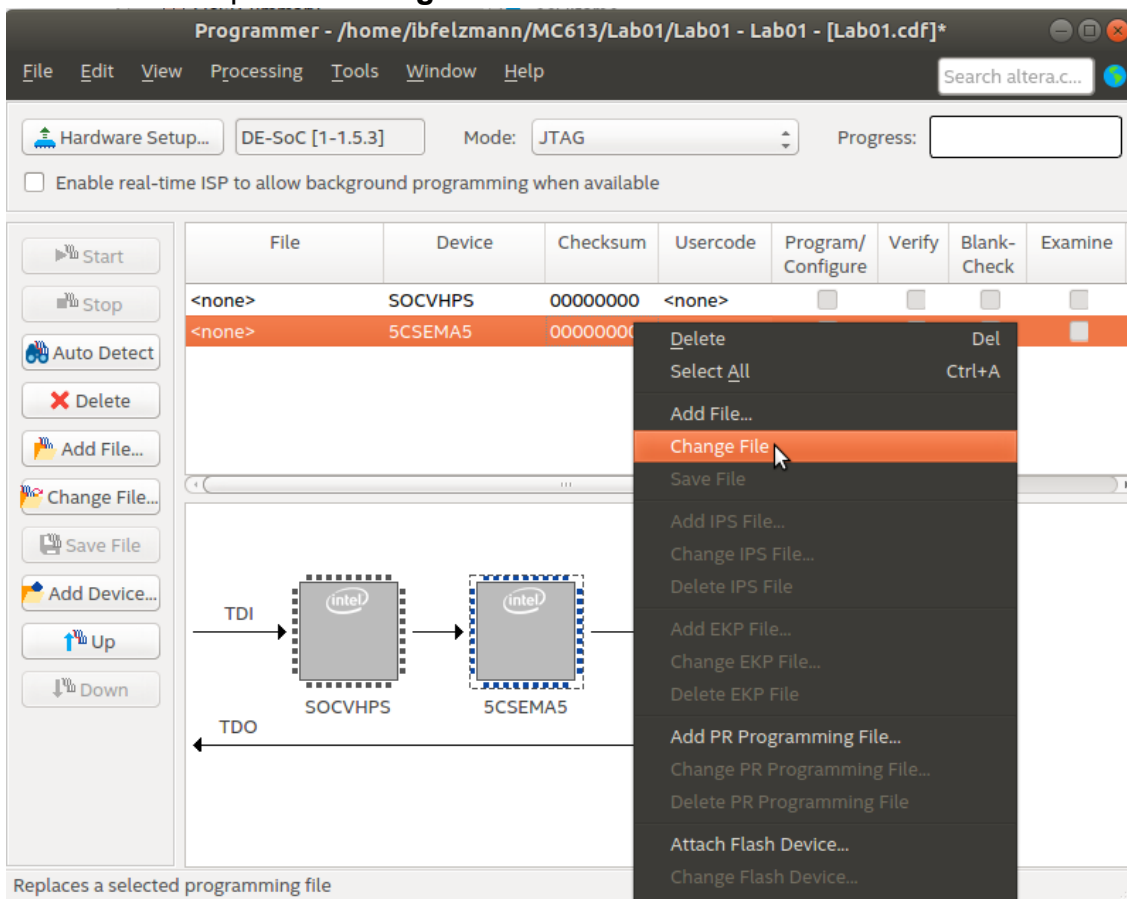 Programmer - /home/ibfelzmann/MC613/Lab01/Lab01 - Lab01 - [Lab01.cdf]*
File Edit View Processing Tools Window Help Search altera.c...
Hardware Setup... DE-SoC [1-1.5.3] Mode: JTAG Progress:
Enable real-time ISP to allow background programming when available
File Device Checksum Usercode Program/ Configure Verify Blank- Check Examine
<none> SOCVHPS 00000000 <none>
<none> 5CSEMA5 00000000
Start
Stop
Auto Detect
Delete
Add File...
Change File...
Save File
Add Device...
Up
Down
TDI
intel
intel
SOCVHPS
5CSEMA5
TDO
Delete Del
Select All Ctrl+A
Add File...
Change File
Save File
Add IPS File...
Change IPS File...
Delete IPS File
Add EKP File...
Change EKP File...
Delete EKP File
Add PR Programming File...
Change PR Programming File...
Delete PR Programming File
Attach Flash Device...
Change Flash Device...
Replaces a selected programming file